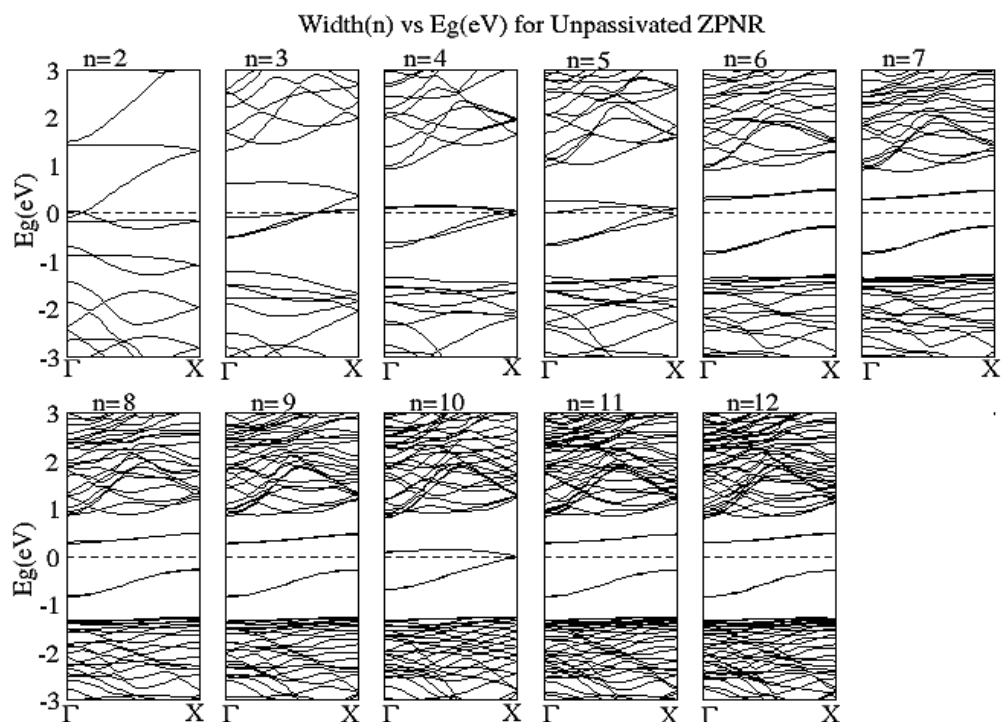 Width(n) vs Eg(eV) for Unpassivated ZPNR
n=2 n=3 n=4 n=5 n=6 n=7
Eg(eV)
3
2
1
0
-1
-2
-3
Γ X Γ X Γ X Γ X Γ X Γ X
n=8 n=9 n=10 n=11 n=12
Eg(eV)
3
2
1
0
-1
-2
-3
Γ X Γ X Γ X Γ X Γ X